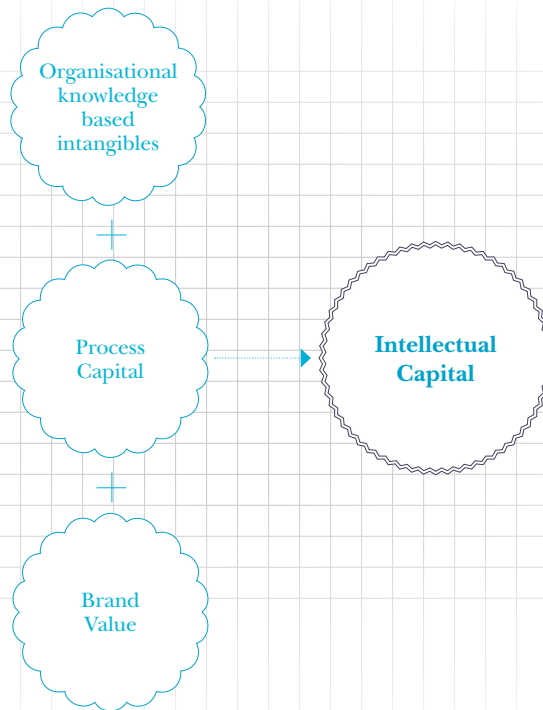 Organisational
knowledge
based
intangibles
+
Process
Capital
Intellectual
Capital
+
Brand
Value